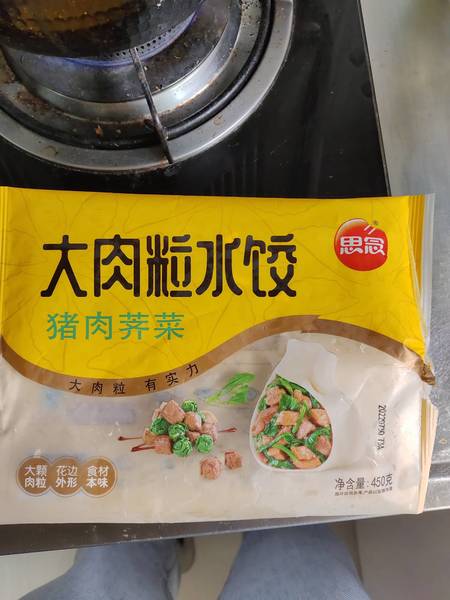 思念
大肉粒水饺
猪肉荠菜
大肉粒 有实力
大颗
肉粒
花边
外形
食材
本味
净含量:450克